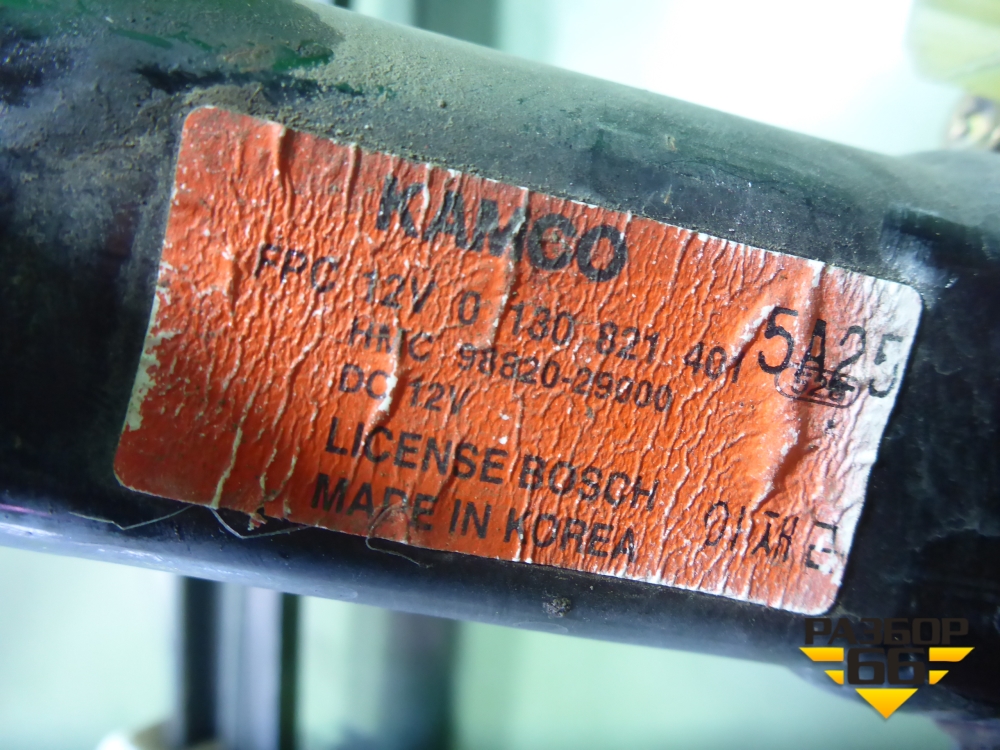 KAMCO
FPC 12V 0 130 821 401
HMC 98820-29000
5A25
DC 12V
LICENSE BOSCH
MADE IN KOREA
РАЗБОР
66